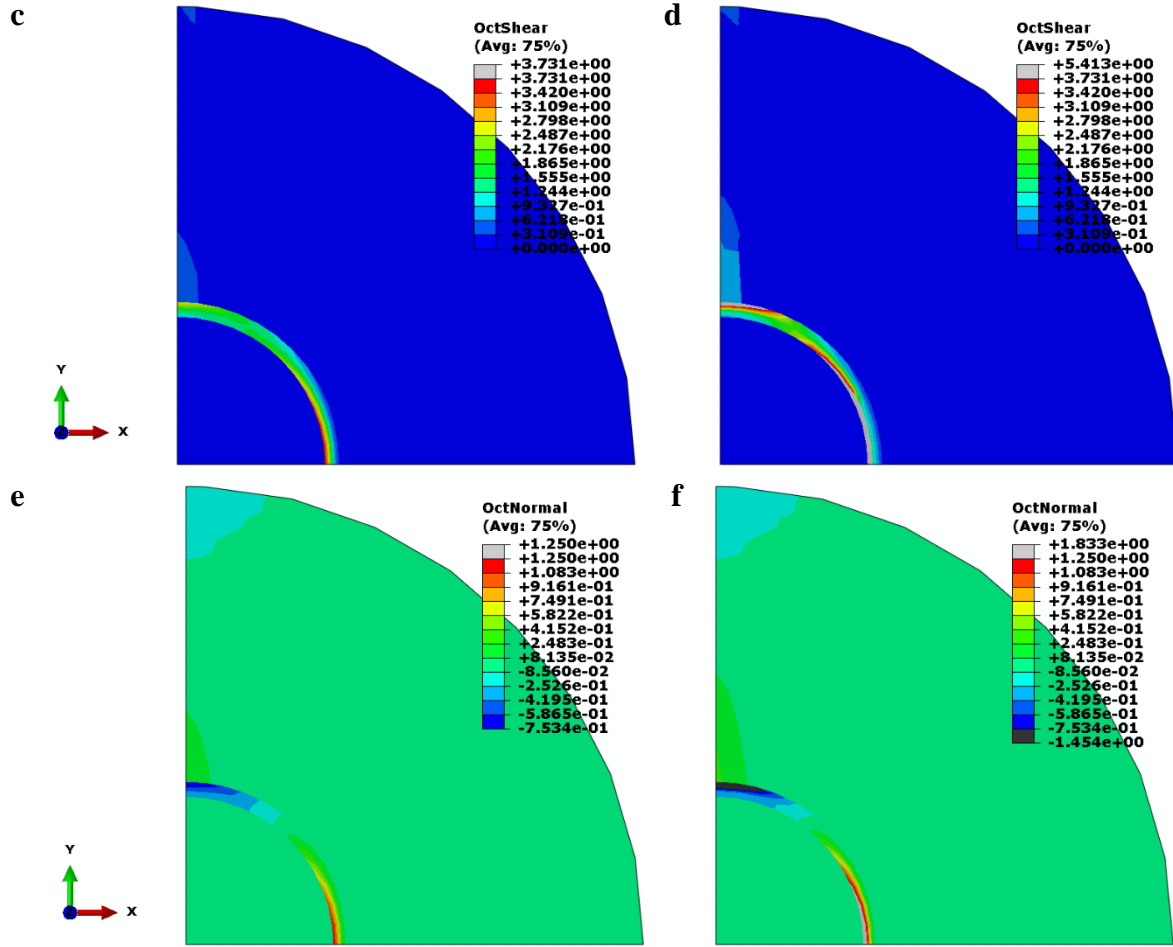 c
OctShear
(Avg: 75%)
+3.731e+00
+3.731e+00
+3.420e+00
+3.109e+00
+2.798e+00
+2.487e+00
+2.176e+00
+1.865e+00
+1.555e+00
+1.244e+00
+9.327e-01
+6.218e-01
+3.109e-01
+0.000e+00
Y
Z
X
d
OctShear
(Avg: 75%)
+5.413e+00
+3.731e+00
+3.420e+00
+3.109e+00
+2.798e+00
+2.487e+00
+2.176e+00
+1.865e+00
+1.555e+00
+1.244e+00
+9.327e-01
+6.218e-01
+3.109e-01
+0.000e+00
e
OctNormal
(Avg: 75%)
+1.250e+00
+1.250e+00
+1.083e+00
+9.161e-01
+7.491e-01
+5.822e-01
+4.152e-01
+2.483e-01
+8.135e-02
-8.560e-02
-2.526e-01
-4.195e-01
-5.865e-01
-7.534e-01
Y
Z
X
f
OctNormal
(Avg: 75%)
+1.833e+00
+1.250e+00
+1.083e+00
+9.161e-01
+7.491e-01
+5.822e-01
+4.152e-01
+2.483e-01
+8.135e-02
-8.560e-02
-2.526e-01
-4.195e-01
-5.865e-01
-7.534e-01
-1.454e+00